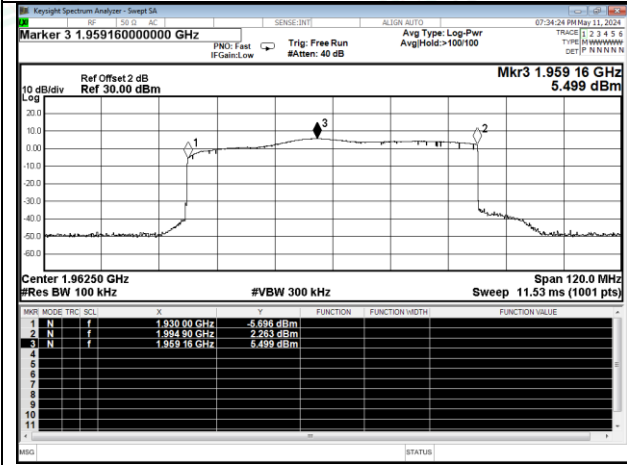 Keysight Spectrum Analyzer - Swept SA
RF 50 Ω AC SENSE:INT ALIGN AUTO 07:34:24 PM May 11, 2024
Marker 3 1.959160000000 GHz
PNO: Fast
IFGain:Low
Trig: Free Run
#Atten: 40 dB
Avg Type: Log-Pwr
Avg|Hold:>100/100
TRACE 1 2 3 4 5 6
TYPE M WWWWW
DET P N N N N N
Ref Offset 2 dB
10 dB/div Ref 30.00 dBm
Log
Mkr3 1.959 16 GHz
5.499 dBm
20.0
10.0
0.00
-10.0
-20.0
-30.0
-40.0
-50.0
-60.0
1
3
2
Center 1.96250 GHz Span 120.0 MHz
#Res BW 100 kHz #VBW 300 kHz Sweep 11.53 ms (1001 pts)
MKR MODE TRC SCL X Y FUNCTION FUNCTION WIDTH FUNCTION VALUE
1 N f 1.930 00 GHz -5.696 dBm
2 N f 1.994 90 GHz 2.263 dBm
3 N f 1.959 16 GHz 5.499 dBm
4
5
6
7
8
9
10
11
MSG STATUS